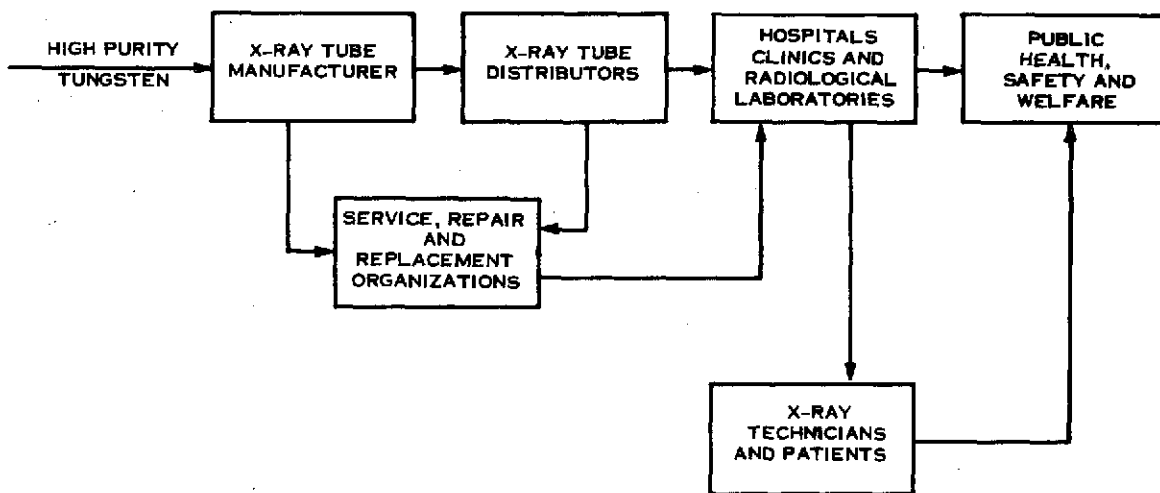 HIGH PURITY
TUNGSTEN
X-RAY TUBE
MANUFACTURER
X-RAY TUBE
DISTRIBUTORS
HOSPITALS
CLINICS AND
RADIOLOGICAL
LABORATORIES
PUBLIC
HEALTH,
SAFETY AND
WELFARE
SERVICE, REPAIR
AND
REPLACEMENT
ORGANIZATIONS
X-RAY
TECHNICIANS
AND PATIENTS